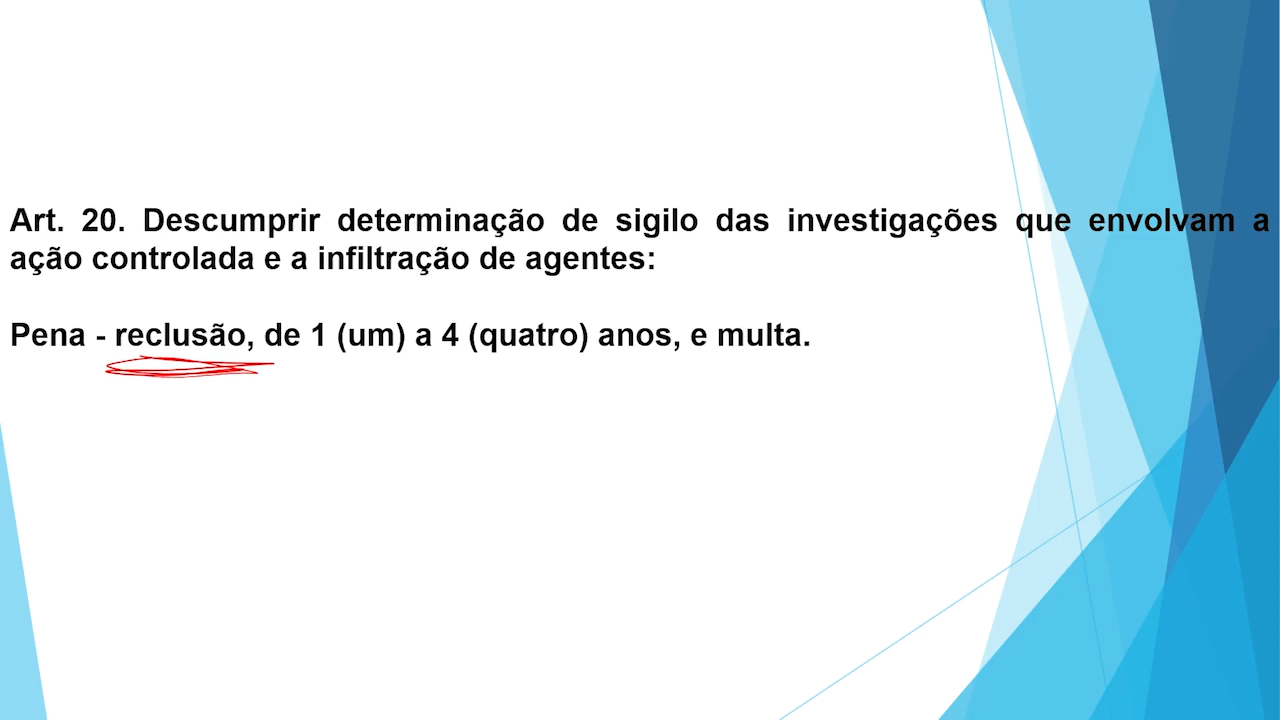 Art. 20. Descumprir determinação de sigilo das investigações que envolvam a
ação controlada e a infiltração de agentes:
Pena - reclusão, de 1 (um) a 4 (quatro) anos, e multa.